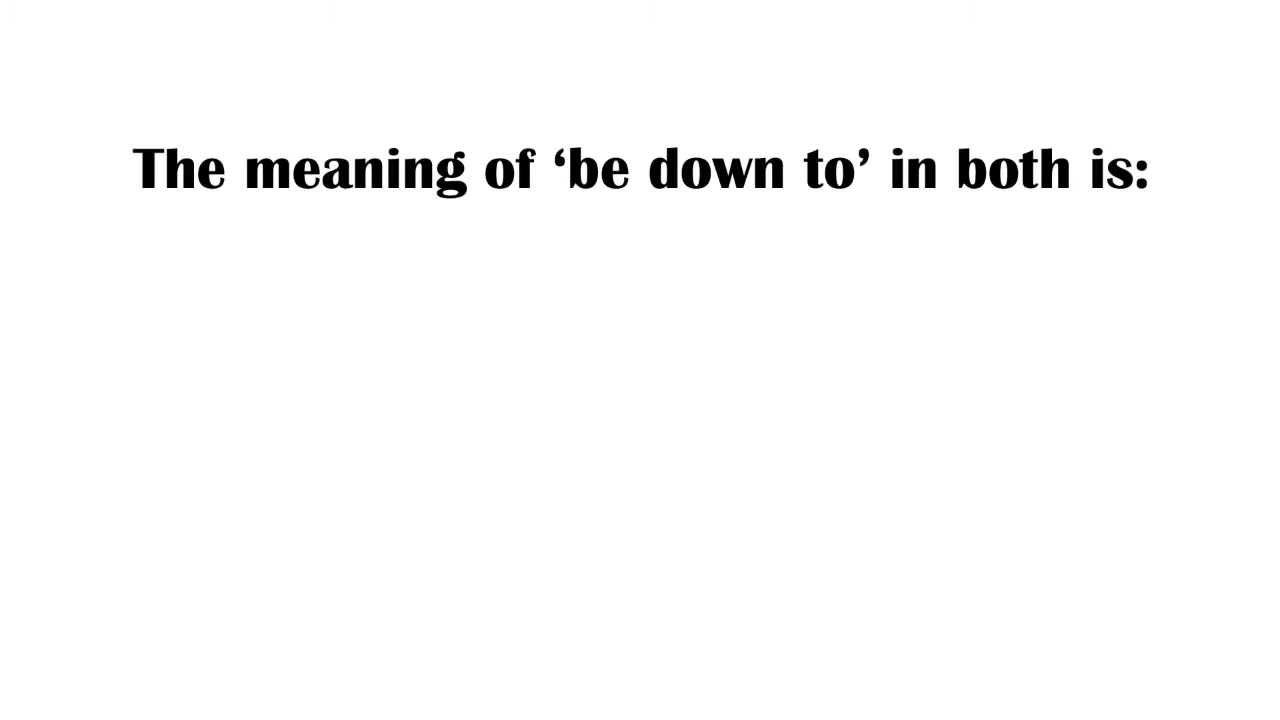 The meaning of ‘be down to’ in both is: